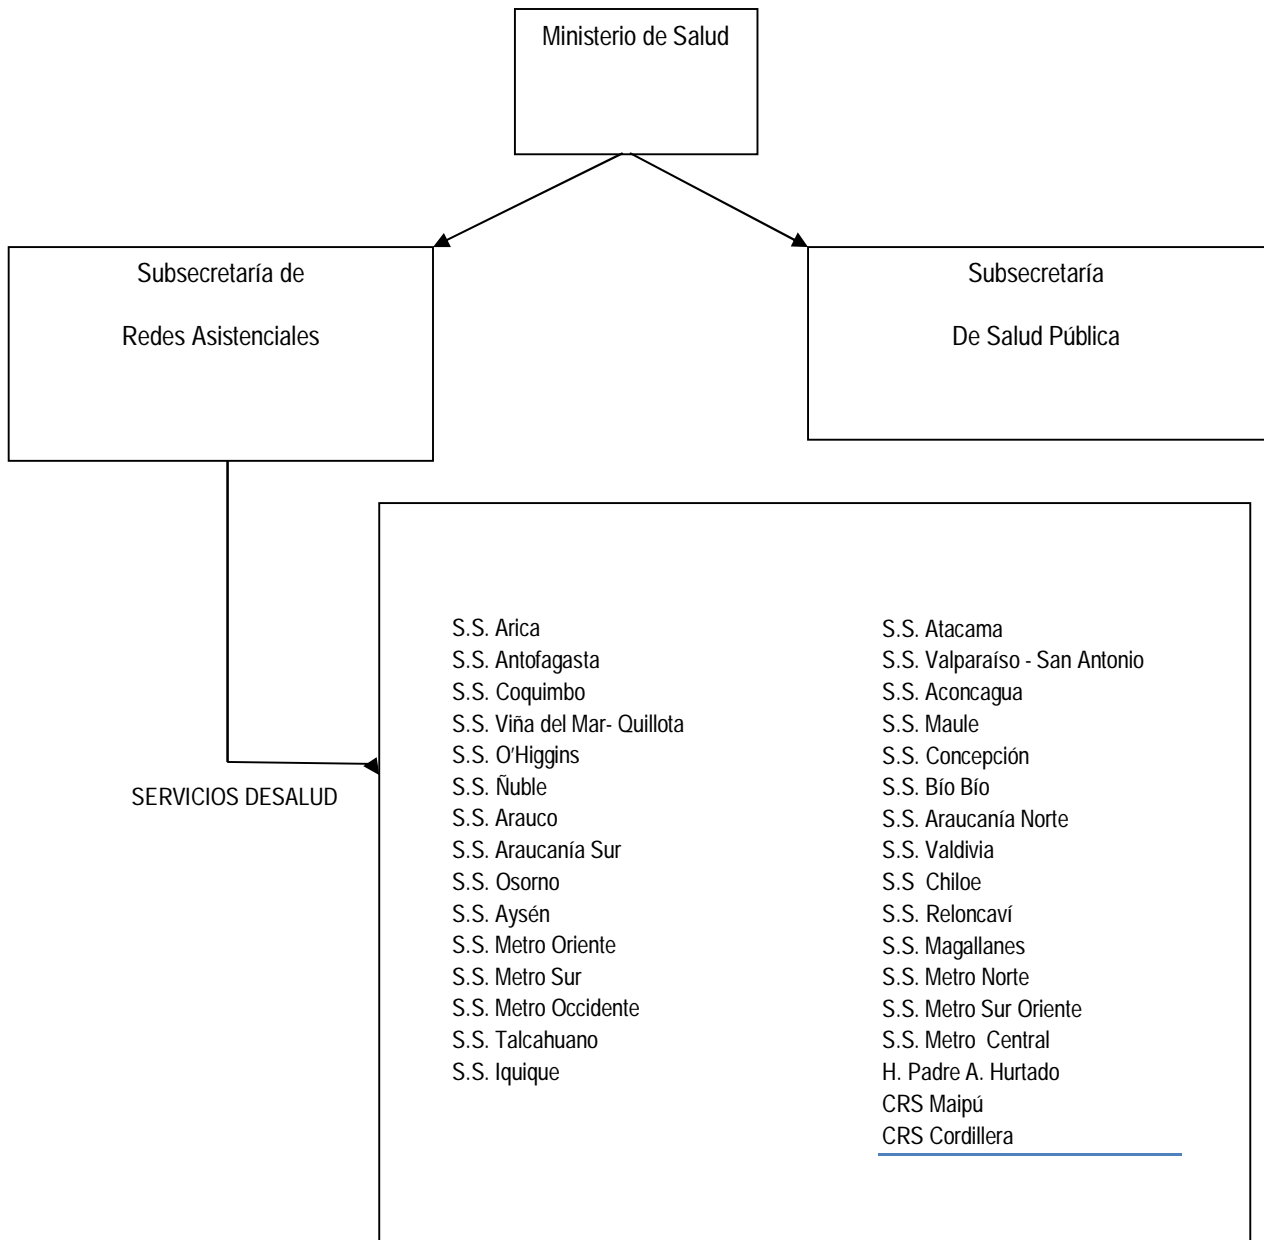 Ministerio de Salud
Subsecretaría de
Redes Asistenciales
Subsecretaría
De Salud Pública
SERVICIOS DESALUD
S.S. Arica
S.S. Antofagasta
S.S. Coquimbo
S.S. Viña del Mar- Quillota
S.S. O'Higgins
S.S. Ñuble
S.S. Arauco
S.S. Araucanía Sur
S.S. Osorno
S.S. Aysén
S.S. Metro Oriente
S.S. Metro Sur
S.S. Metro Occidente
S.S. Talcahuano
S.S. Iquique
S.S. Atacama
S.S. Valparaíso - San Antonio
S.S. Aconcagua
S.S. Maule
S.S. Concepción
S.S. Bío Bío
S.S. Araucanía Norte
S.S. Valdivia
S.S  Chiloe
S.S. Reloncaví
S.S. Magallanes
S.S. Metro Norte
S.S. Metro Sur Oriente
S.S. Metro  Central
H. Padre A. Hurtado
CRS Maipú
CRS Cordillera